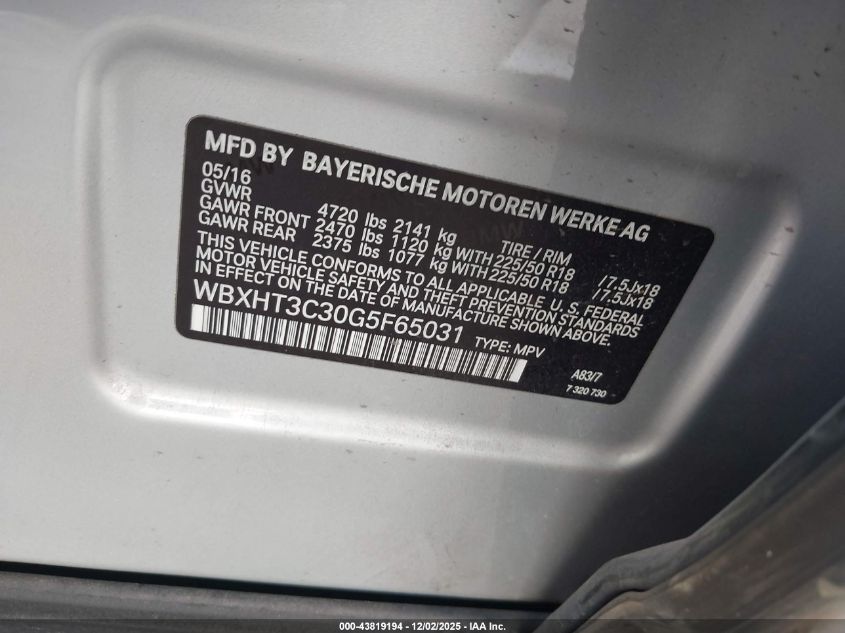 MFD BY BAYERISCHE MOTOREN WERKE AG
05/16
GVWR 4720 lbs 2141 kg TIRE / RIM
GAWR FRONT 2470 lbs 1120 kg WITH 225/50 R18 /7.5Jx18
GAWR REAR 2375 lbs 1077 kg WITH 225/50 R18 /7.5Jx18
THIS VEHICLE CONFORMS TO ALL APPLICABLE U.S. FEDERAL
MOTOR VEHICLE SAFETY AND THEFT PREVENTION STANDARDS
IN EFFECT ON THE DATE OF MANUFACTURE SHOWN ABOVE.
WBXHT3C30G5F65031 TYPE: MPV
A83/7
7 320 730
000-43819194 - 12/02/2025 - IAA Inc.